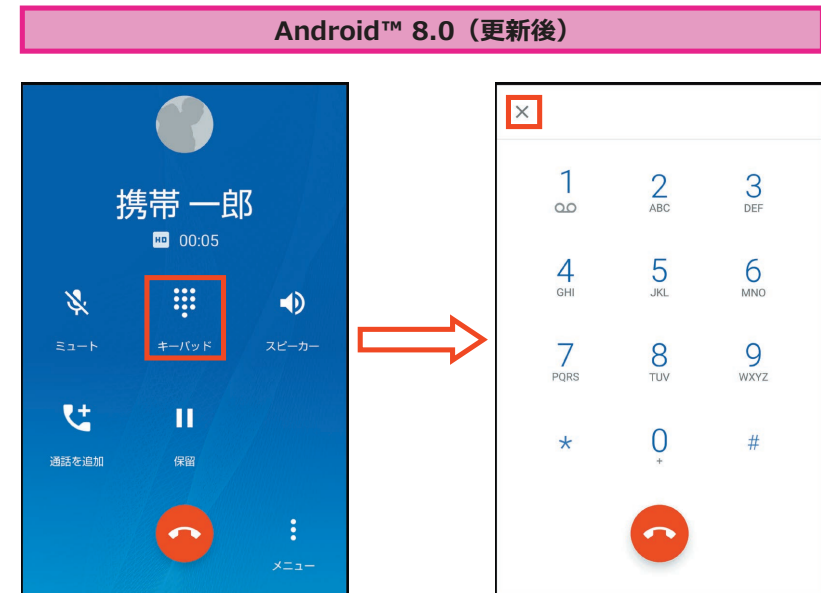 Android™ 8.0（更新後）
携帯 一郎
HD 00:05
ミュート キーパッド スピーカー
通話を追加 保留
メニュー
×
1 2 3
ABC DEF
4 5 6
GHI JKL MNO
7 8 9
PQRS TUV WXYZ
* 0 #
+